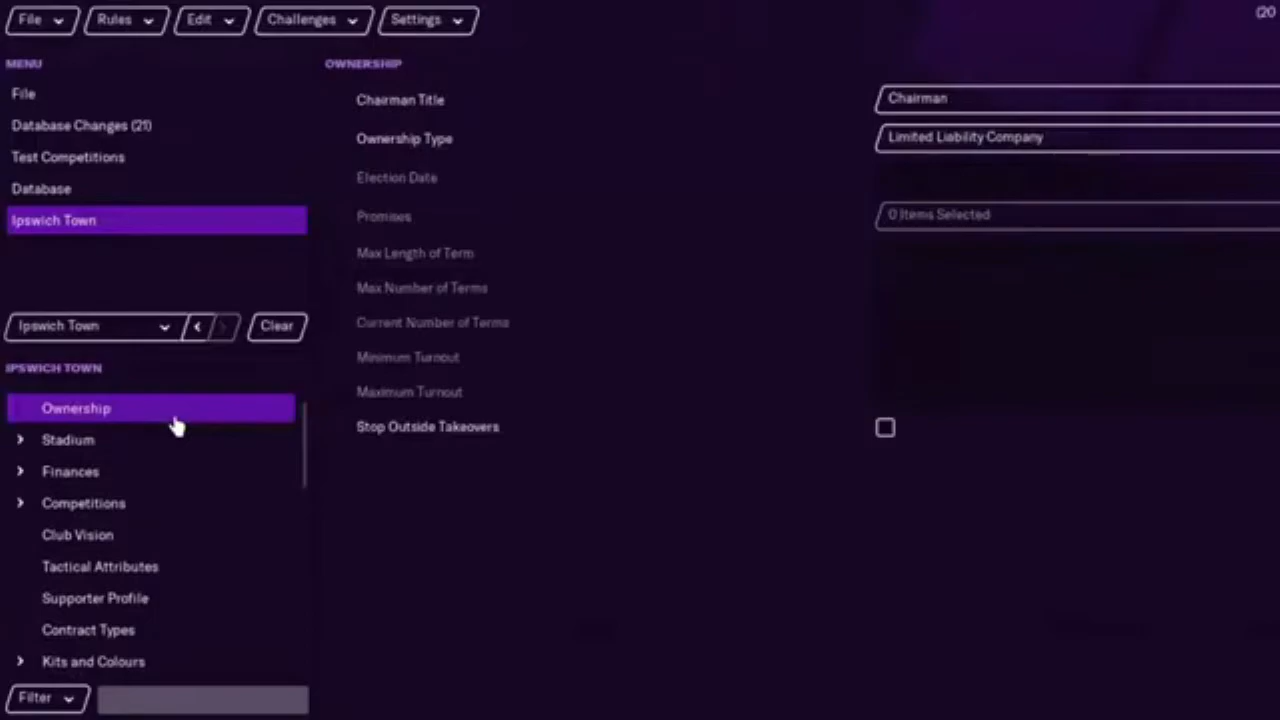 File Rules Edit Challenges Settings (20
MENU
File
Database Changes (21)
Test Competitions
Database
Ipswich Town
Ipswich Town Clear
IPSWICH TOWN
Ownership
Stadium
Finances
Competitions
Club Vision
Tactical Attributes
Supporter Profile
Contract Types
Kits and Colours
Filter
OWNERSHIP
Chairman Title Chairman
Ownership Type Limited Liability Company
Election Date
Promises 0 Items Selected
Max Length of Term
Max Number of Terms
Current Number of Terms
Minimum Turnout
Maximum Turnout
Stop Outside Takeovers